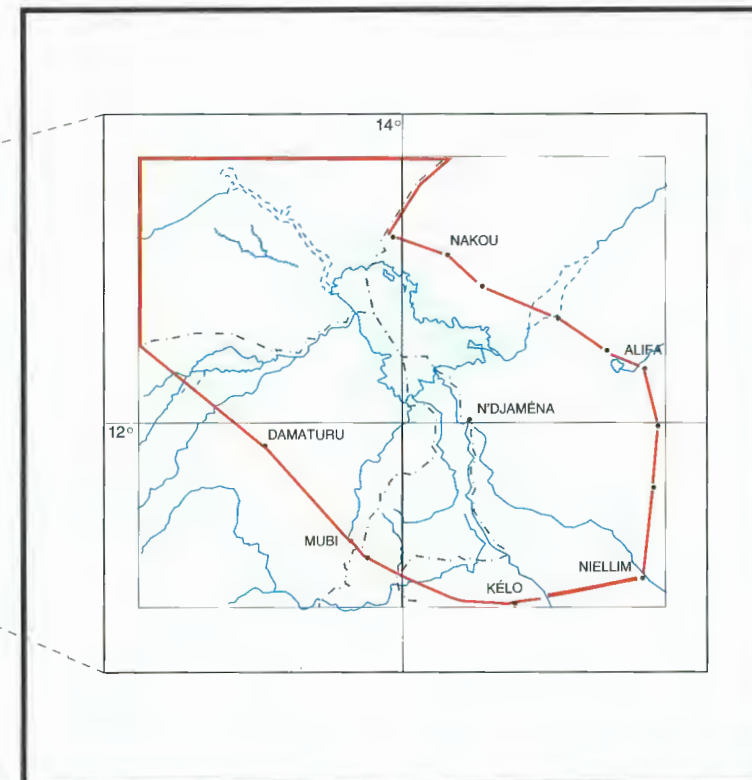 14°
NAKOU
ALIFA
N'DJAMÉNA
12°
DAMATURU
MUBI
NIELLIM
KÉLO